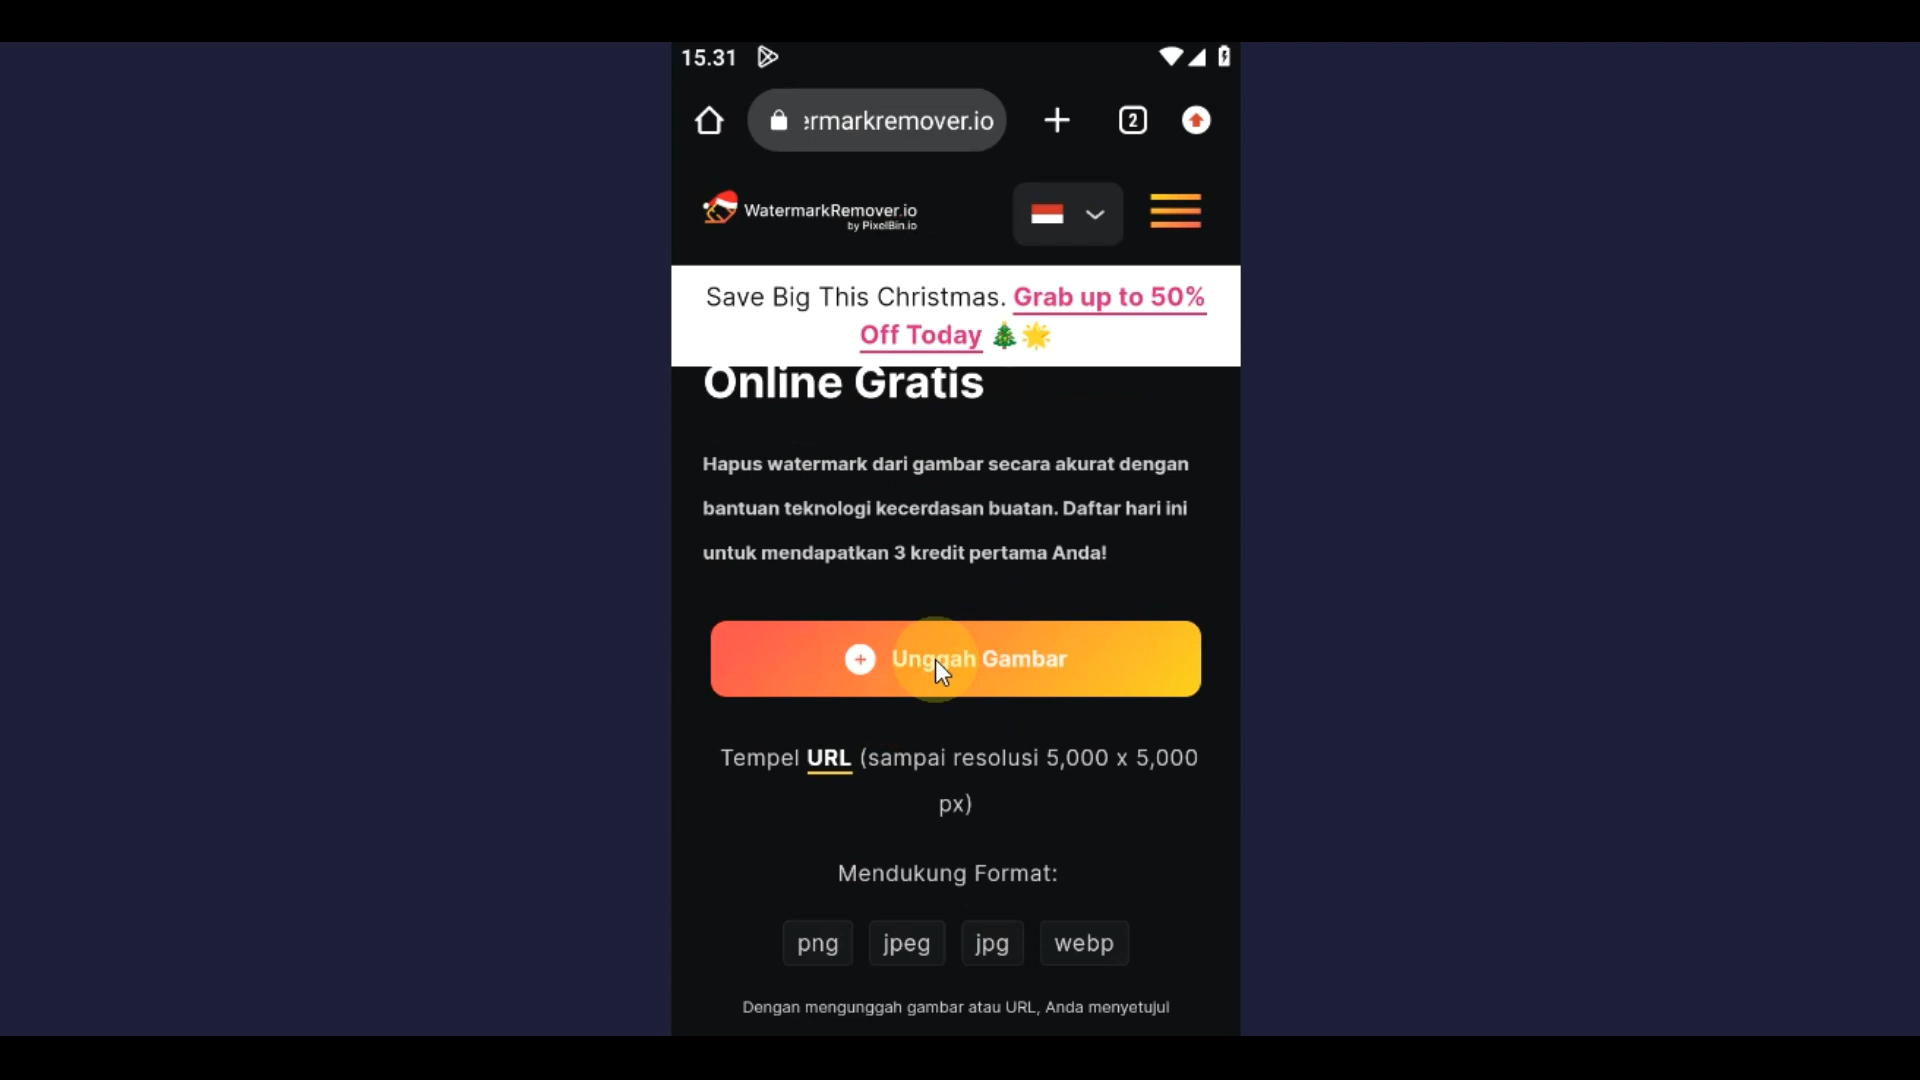 15.31
ermarkremover.io
2
WatermarkRemover.io
by PixelBin.io
Save Big This Christmas. Grab up to 50%
Off Today 🎄🌟
Online Gratis
Hapus watermark dari gambar secara akurat dengan
bantuan teknologi kecerdasan buatan. Daftar hari ini
untuk mendapatkan 3 kredit pertama Anda!
Unggah Gambar
Tempel URL (sampai resolusi 5,000 x 5,000
px)
Mendukung Format:
png jpeg jpg webp
Dengan mengunggah gambar atau URL, Anda menyetujui